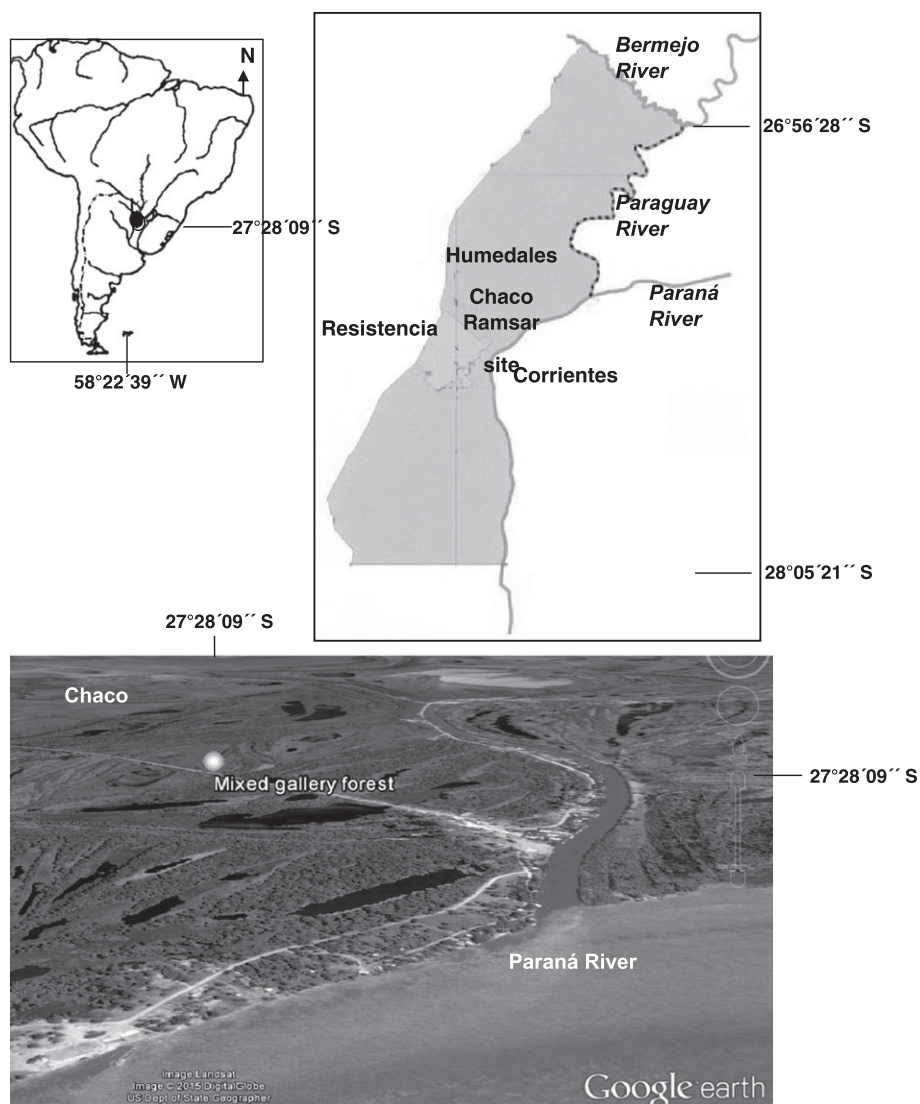 N
27°28´09´´ S
58°22´39´´ W
Bermejo
River
26°56´28´´ S
Paraguay
River
Humedales
Chaco
Ramsar
site
Paraná
River
Resistencia
Corrientes
28°05´21´´ S
27°28´09´´ S
Chaco
Mixed gallery forest
27°28´09´´ S
Paraná River
Image Landsat
Image © 2015 DigitalGlobe
US Dept of State Geographer
Google earth